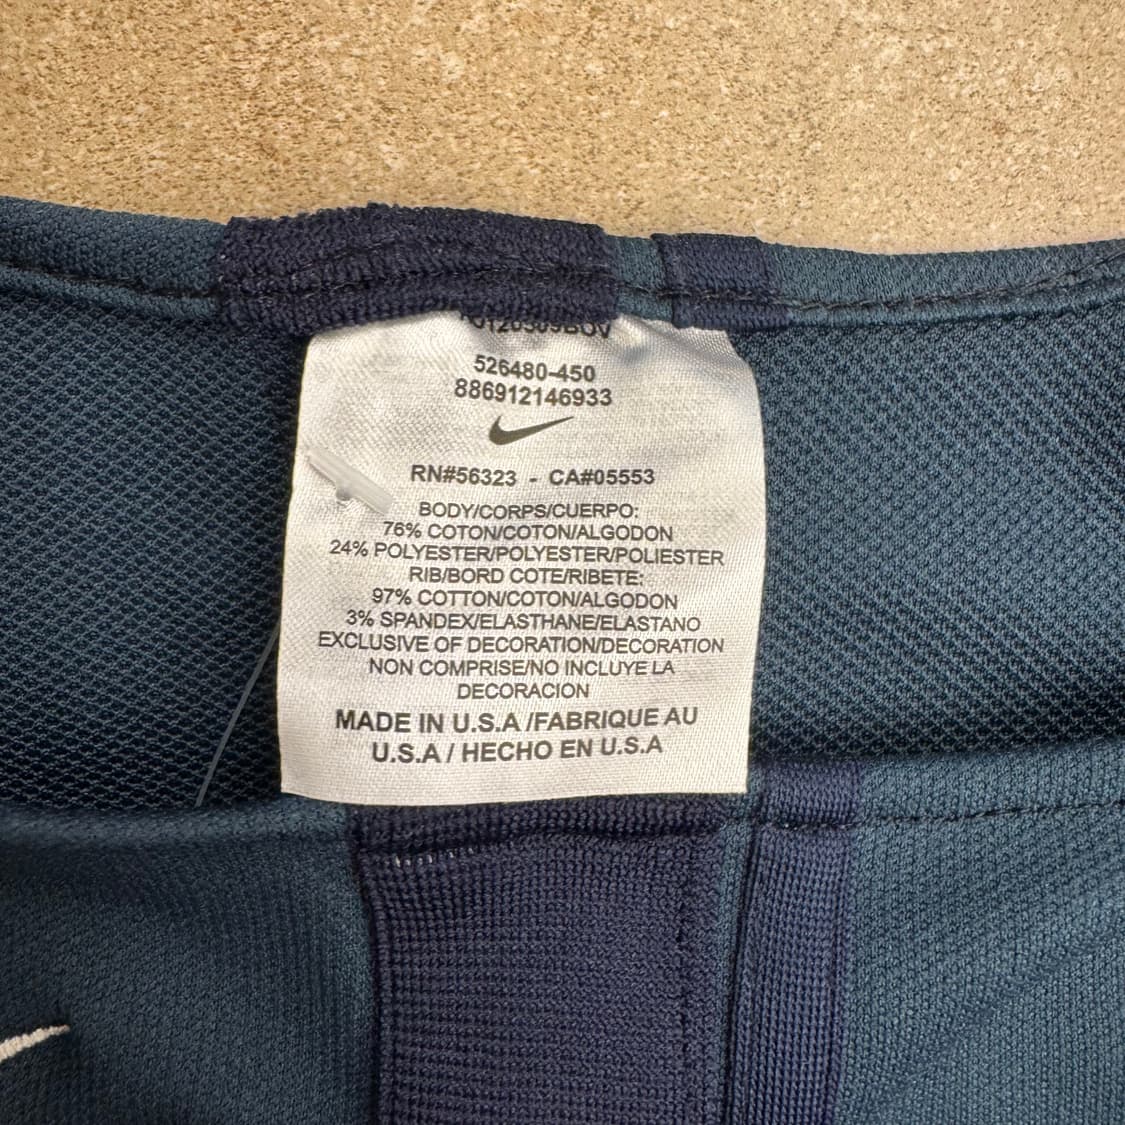 526480-450
886912146933
RN#56323 - CA#05553
BODY/CORPS/CUERPO:
76% COTON/COTON/ALGODON
24% POLYESTER/POLYESTER/POLIESTER
RIB/BORD COTE/RIBETE:
97% COTTON/COTON/ALGODON
3% SPANDEX/ELASTHANE/ELASTANO
EXCLUSIVE OF DECORATION/DECORATION
NON COMPRISE/NO INCLUYE LA
DECORACION
MADE IN U.S.A /FABRIQUE AU
U.S.A / HECHO EN U.S.A